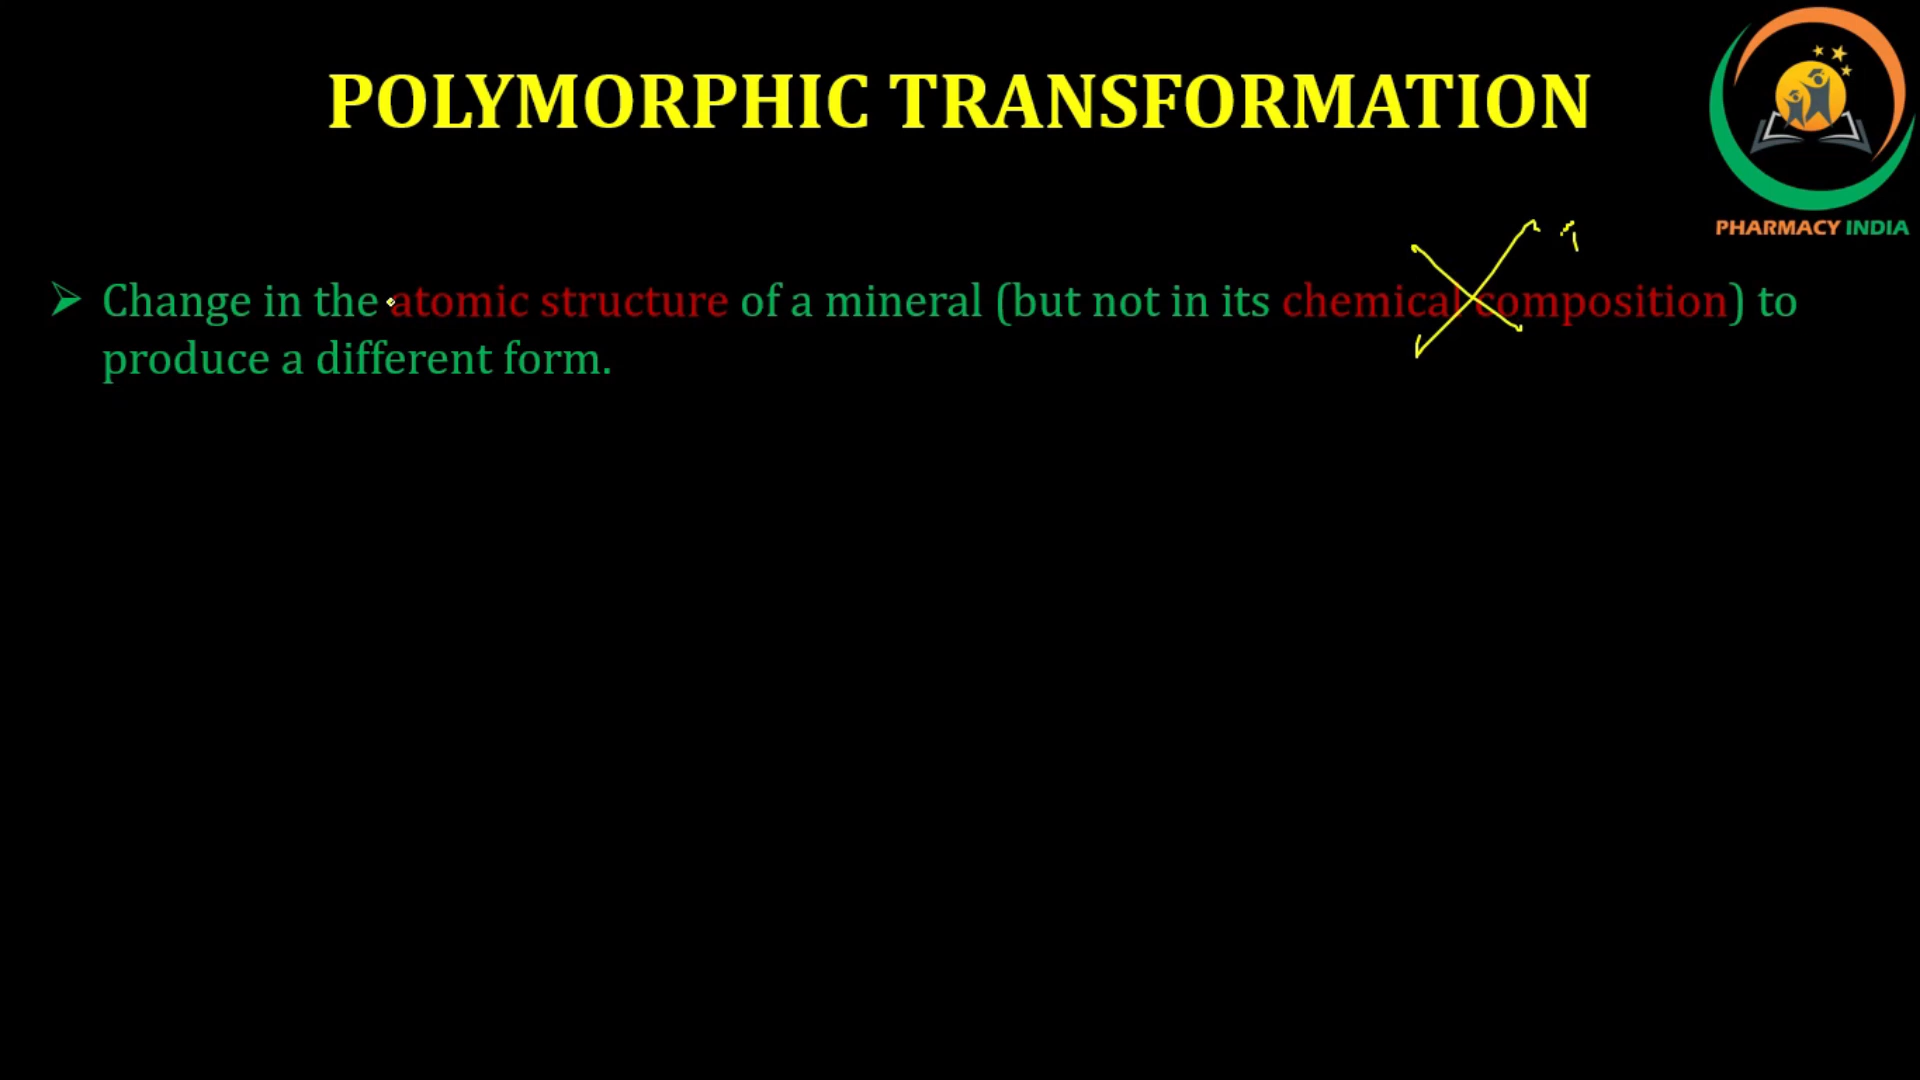 POLYMORPHIC TRANSFORMATION
PHARMACY INDIA
➢ Change in the atomic structure of a mineral (but not in its chemical composition) to
produce a different form.